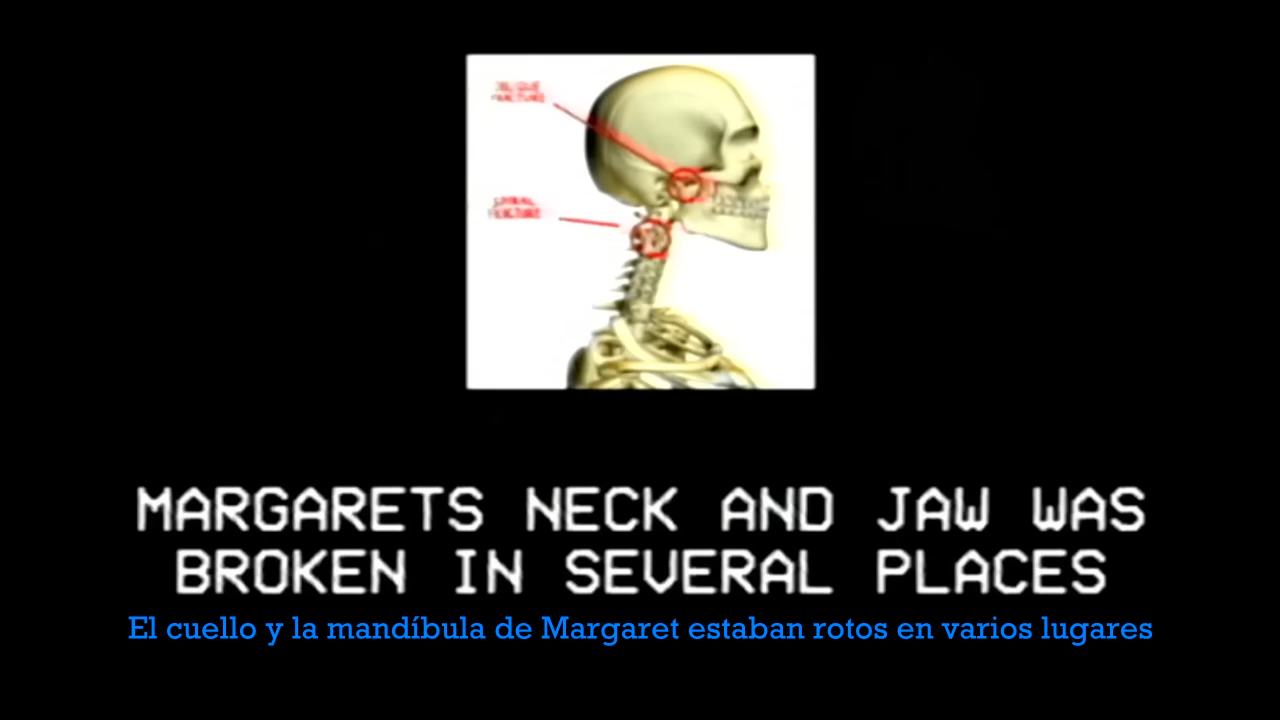 FRACTURE
MARGARETS NECK AND JAW WAS
BROKEN IN SEVERAL PLACES
El cuello y la mandíbula de Margaret estaban rotos en varios lugares